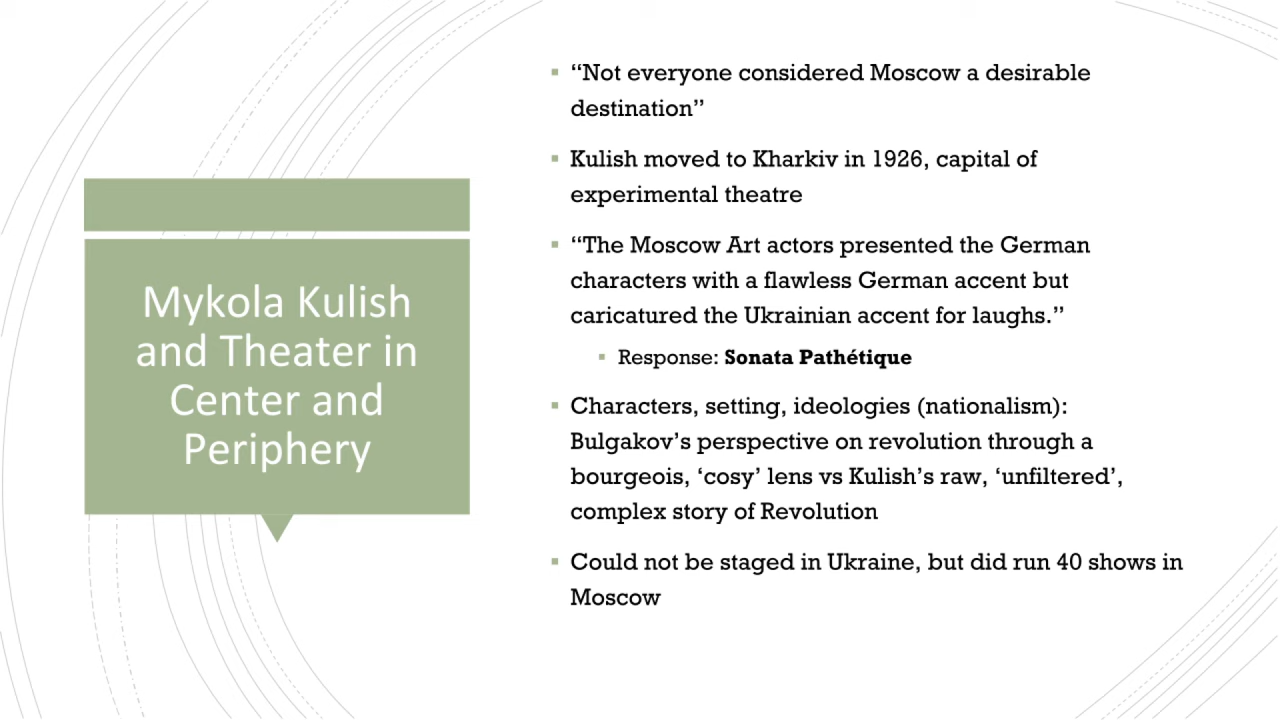 Mykola Kulish
and Theater in
Center and
Periphery
“Not everyone considered Moscow a desirable
destination”
Kulish moved to Kharkiv in 1926, capital of
experimental theatre
“The Moscow Art actors presented the German
characters with a flawless German accent but
caricatured the Ukrainian accent for laughs.”
Response: Sonata Pathétique
Characters, setting, ideologies (nationalism):
Bulgakov’s perspective on revolution through a
bourgeois, ‘cosy’ lens vs Kulish’s raw, ‘unfiltered’,
complex story of Revolution
Could not be staged in Ukraine, but did run 40 shows in
Moscow